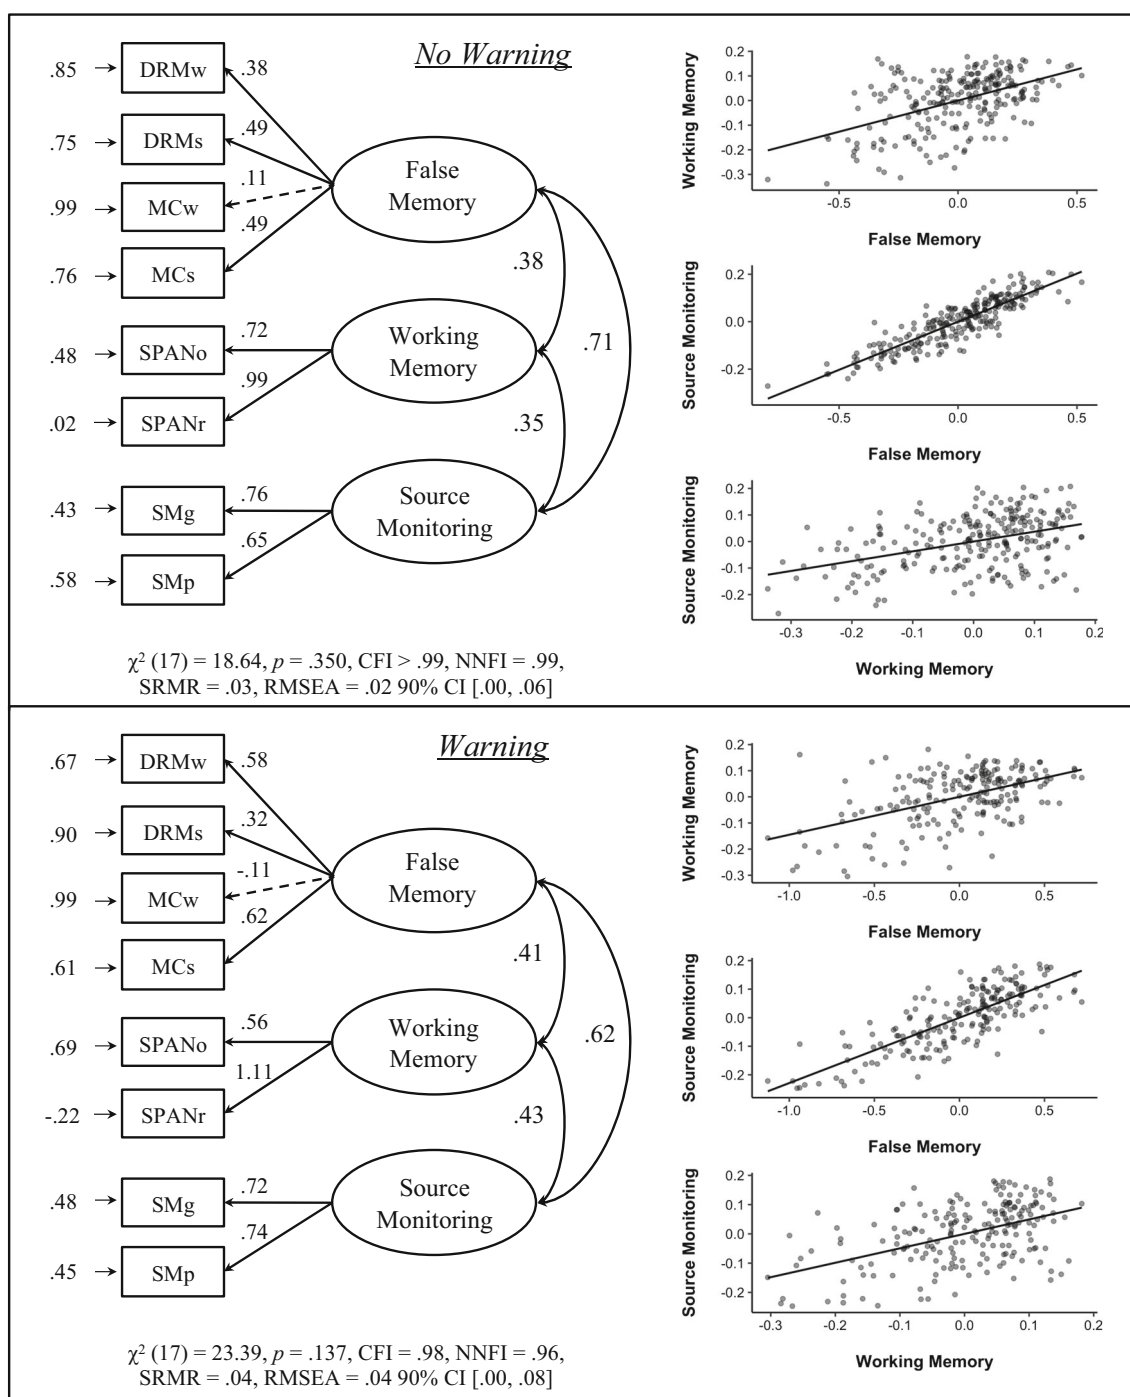 No Warning
.85
DRMw
.38
.75
DRMs
.49
.99
MCw
.11
.76
MCs
.49
False
Memory
.48
SPANo
.72
.02
SPANr
.99
Working
Memory
.43
SMg
.76
.58
SMp
.65
Source
Monitoring
.38
.71
.35
χ² (17) = 18.64, p = .350, CFI > .99, NNFI = .99,
SRMR = .03, RMSEA = .02 90% CI [.00, .06]
Working Memory
0.2
0.1
0.0
-0.1
-0.2
-0.3
-0.5
0.0
0.5
False Memory
Source Monitoring
0.2
0.0
-0.2
-0.5
0.0
0.5
False Memory
Source Monitoring
0.2
0.1
0.0
-0.1
-0.2
-0.3
-0.2
-0.1
0.0
0.1
0.2
Working Memory
Warning
.67
DRMw
.58
.90
DRMs
.32
.99
MCw
-.11
.61
MCs
.62
False
Memory
.69
SPANo
.56
-.22
SPANr
1.11
Working
Memory
.48
SMg
.72
.45
SMp
.74
Source
Monitoring
.41
.62
.43
χ² (17) = 23.39, p = .137, CFI = .98, NNFI = .96,
SRMR = .04, RMSEA = .04 90% CI [.00, .08]
Working Memory
0.2
0.1
0.0
-0.1
-0.2
-0.3
-1.0
-0.5
0.0
0.5
False Memory
Source Monitoring
0.2
0.1
0.0
-0.1
-0.2
-1.0
-0.5
0.0
0.5
False Memory
Source Monitoring
0.2
0.1
0.0
-0.1
-0.2
-0.3
-0.2
-0.1
0.0
0.1
0.2
Working Memory